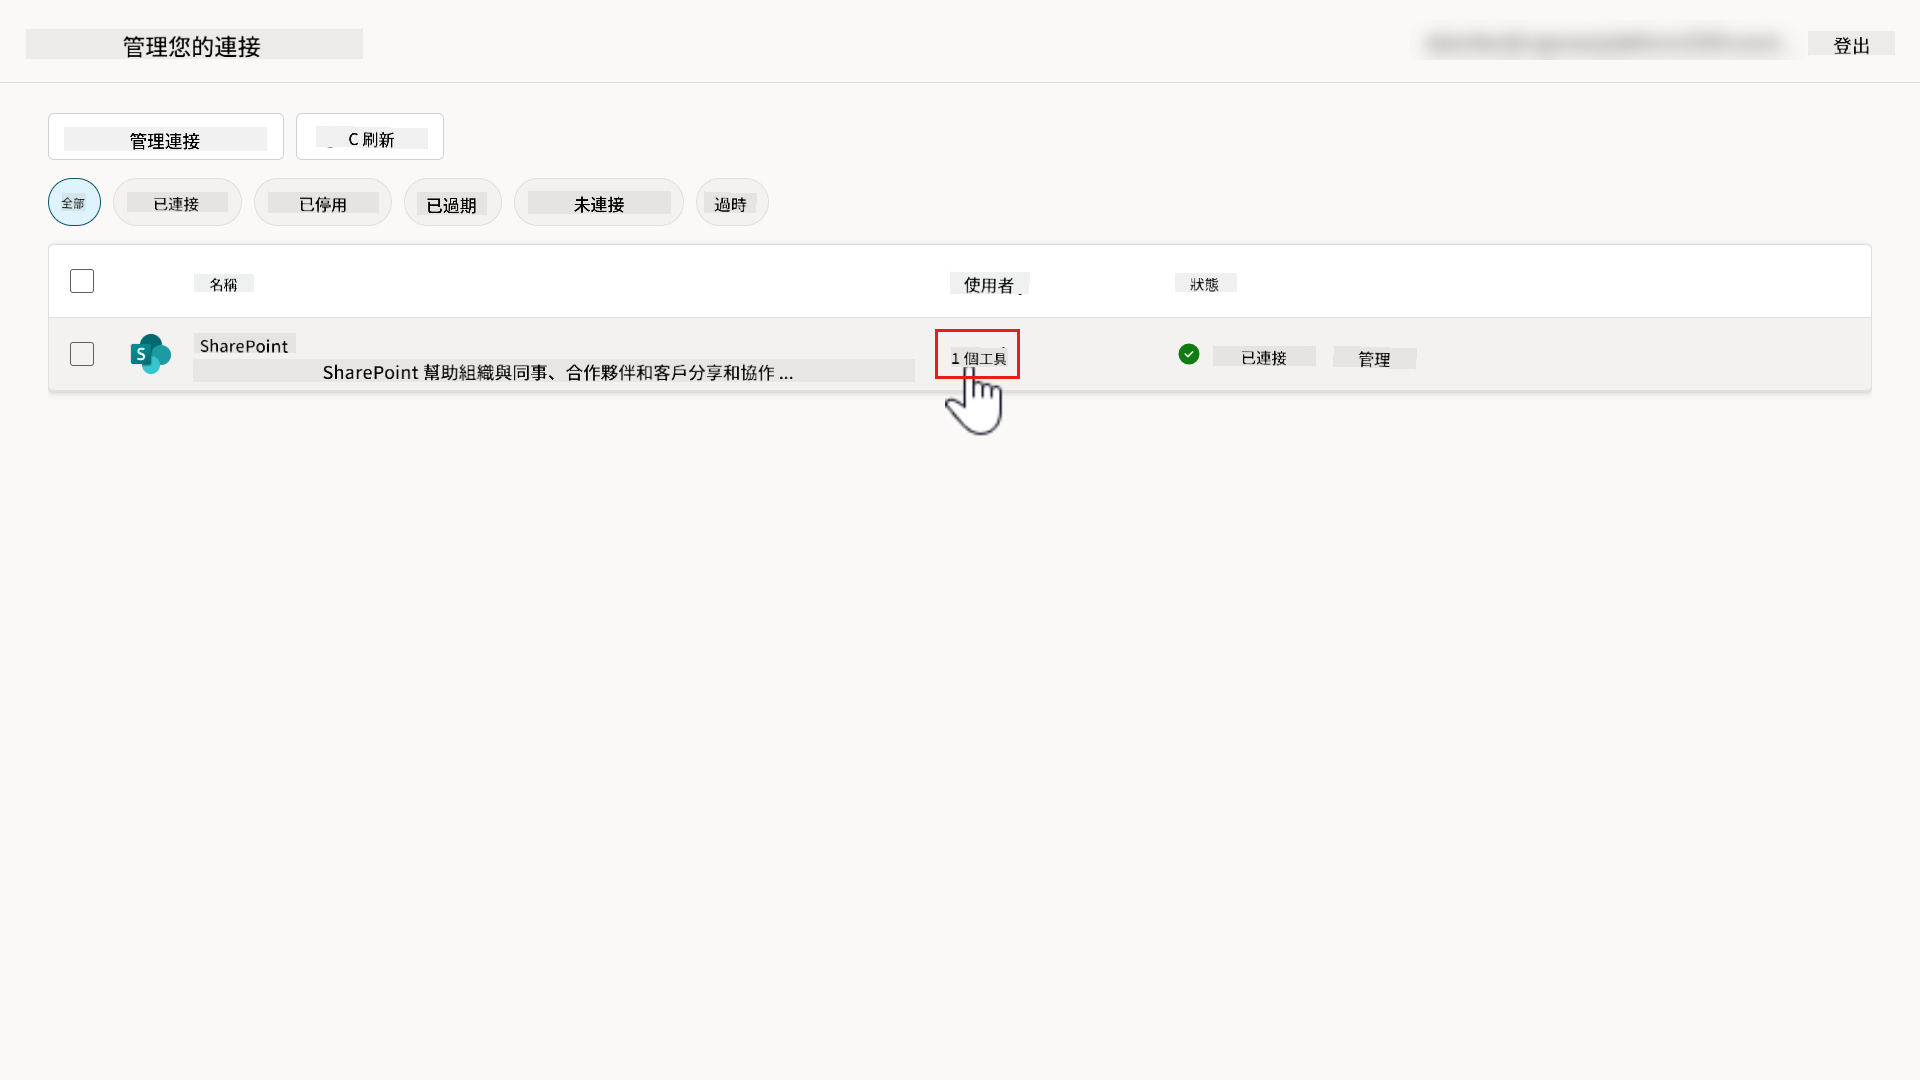 管理您的連接
登出
管理連接
C 刷新
全部
已連接
已停用
已過期
未連接
過時
名稱
使用者
狀態
SharePoint
SharePoint 幫助組織與同事、合作夥伴和客戶分享和協作 ...
1 個工具
已連接
管理